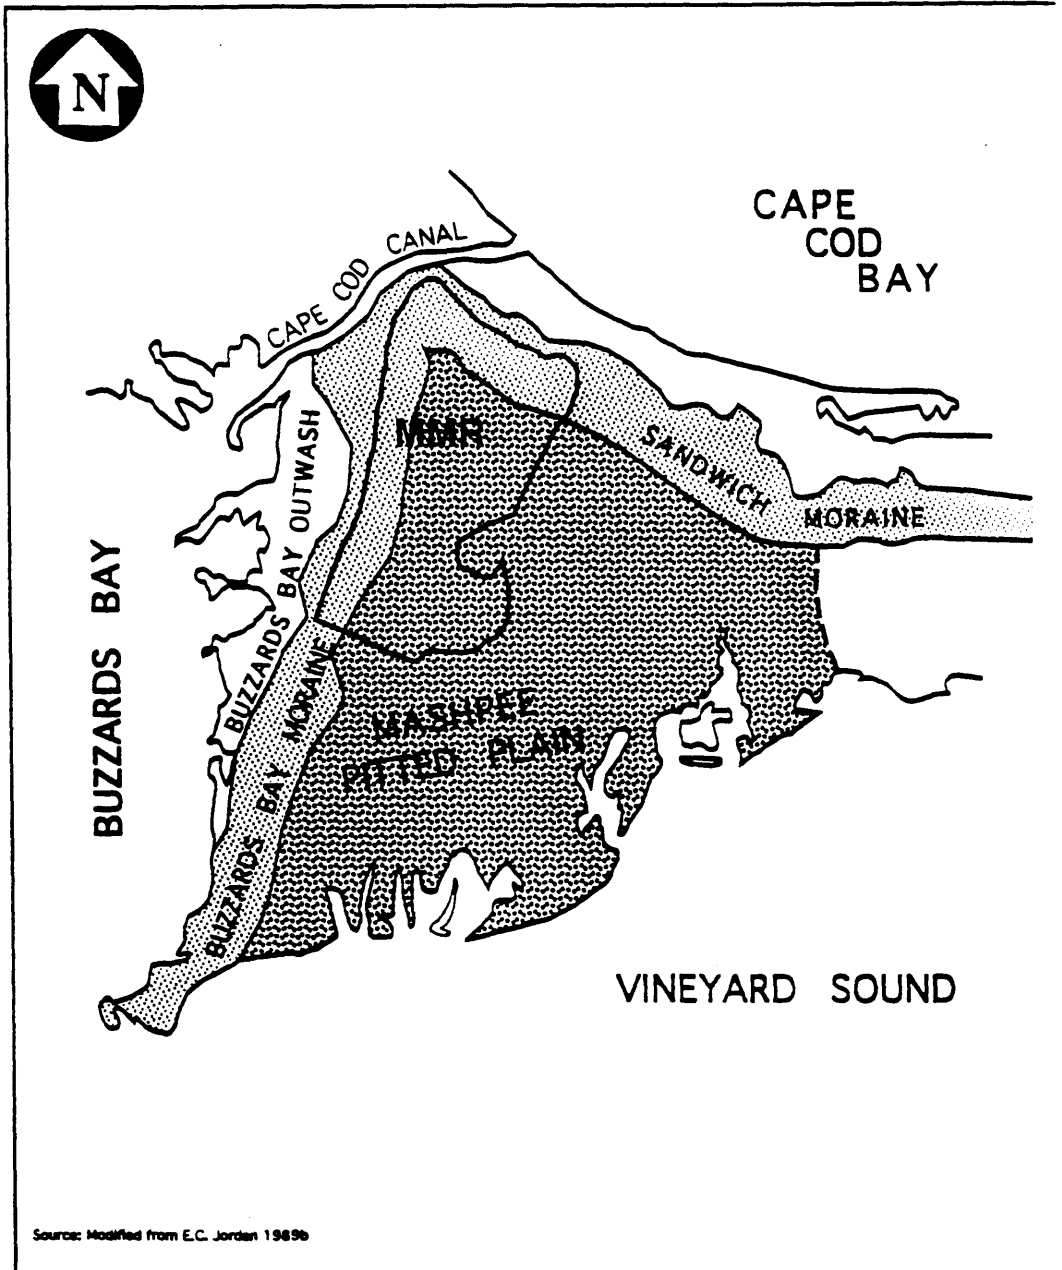 N
CAPE
COD
BAY
CAPE COD CANAL
MMR
SANDWICH
MORAINE
BUZZARDS BAY OUTWASH
BUZZARDS BAY
BUZZARDS BAY MORAINE
MASHPEE
PITTED PLAIN
VINEYARD SOUND
Source: Modified from E.C. Jordan 1989b